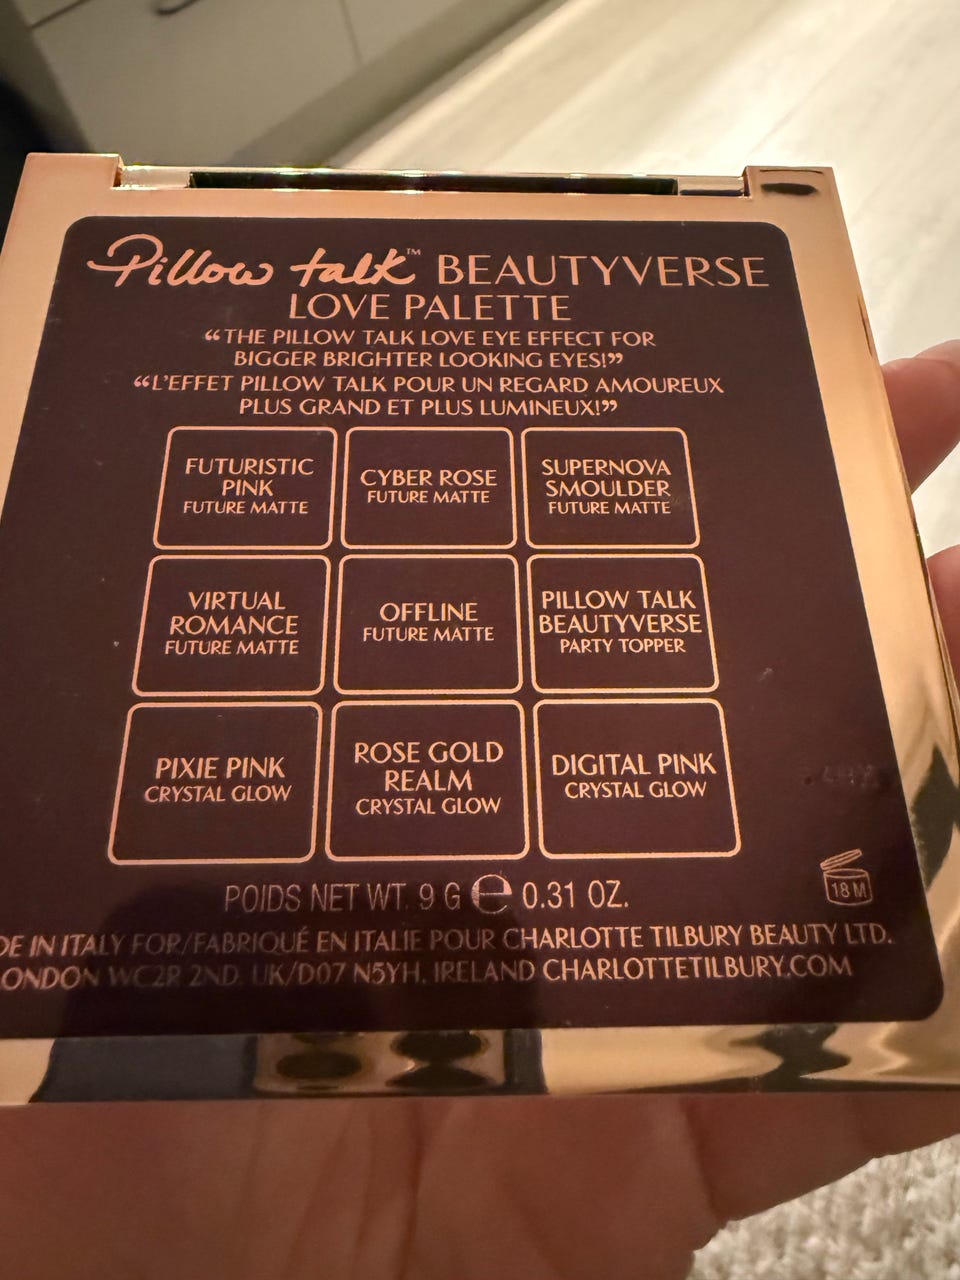 Pillow talk™ BEAUTYVERSE
LOVE PALETTE
“THE PILLOW TALK LOVE EYE EFFECT FOR
BIGGER BRIGHTER LOOKING EYES!”
“L'EFFET PILLOW TALK POUR UN REGARD AMOUREUX
PLUS GRAND ET PLUS LUMINEUX!”
FUTURISTIC
PINK
FUTURE MATTE
CYBER ROSE
FUTURE MATTE
SUPERNOVA
SMOULDER
FUTURE MATTE
VIRTUAL
ROMANCE
FUTURE MATTE
OFFLINE
FUTURE MATTE
PILLOW TALK
BEAUTYVERSE
PARTY TOPPER
PIXIE PINK
CRYSTAL GLOW
ROSE GOLD
REALM
CRYSTAL GLOW
DIGITAL PINK
CRYSTAL GLOW
POIDS NET WT. 9 G ℮ 0.31 OZ.
18 M
DE IN ITALY FOR/FABRIQUÉ EN ITALIE POUR CHARLOTTE TILBURY BEAUTY LTD.
ONDON WC2R 2ND. UK/D07 N5YH, IRELAND CHARLOTTETILBURY.COM